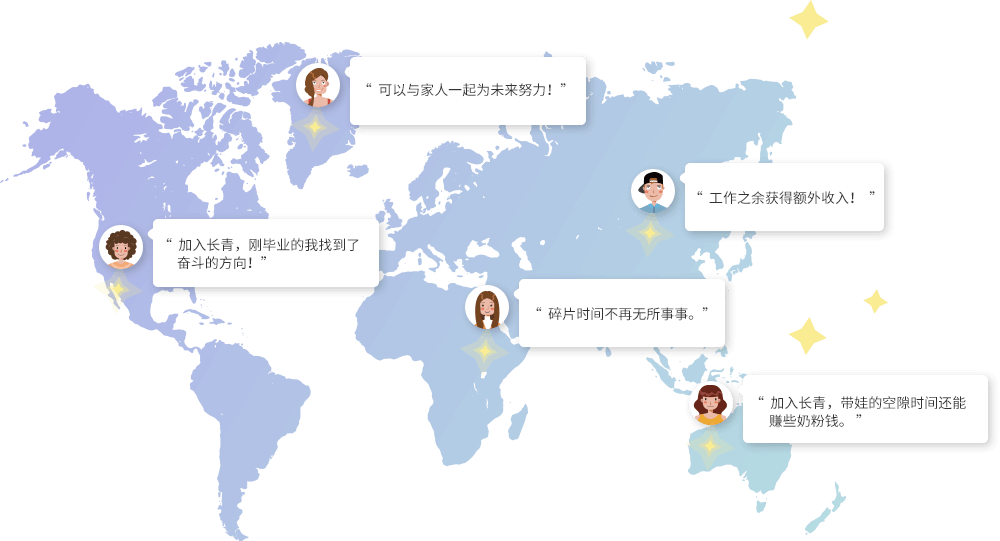 “ 可以与家人一起为未来努力！”
“ 工作之余获得额外收入！ ”
“ 加入长青，刚毕业的我找到了
奋斗的方向！”
“ 碎片时间不再无所事事。”
“ 加入长青，带娃的空隙时间还能
赚些奶粉钱。 ”